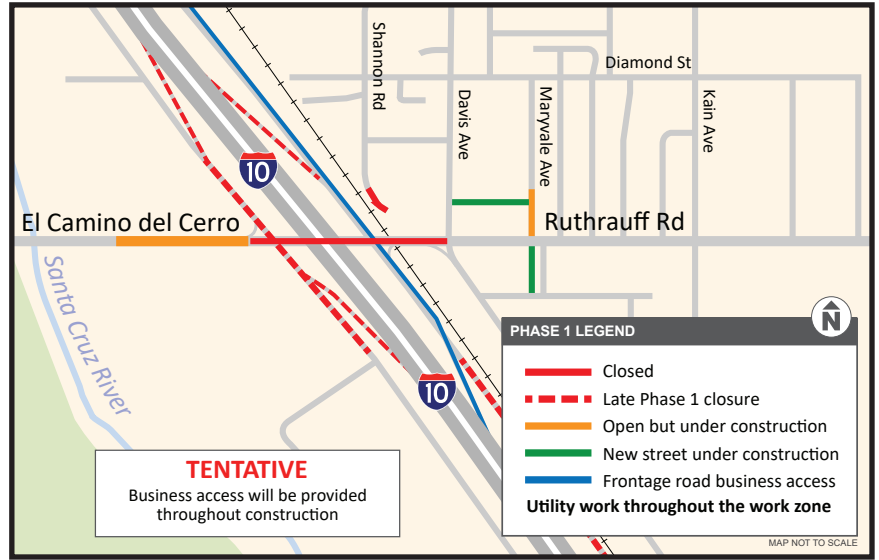 Shannon Rd
Davis Ave
Maryvale Ave
Kain Ave
Diamond St
10
El Camino del Cerro
Ruthrauff Rd
Santa Cruz River
10
N
PHASE 1 LEGEND
Closed
Late Phase 1 closure
Open but under construction
New street under construction
Frontage road business access
Utility work throughout the work zone
TENTATIVE
Business access will be provided
throughout construction
MAP NOT TO SCALE